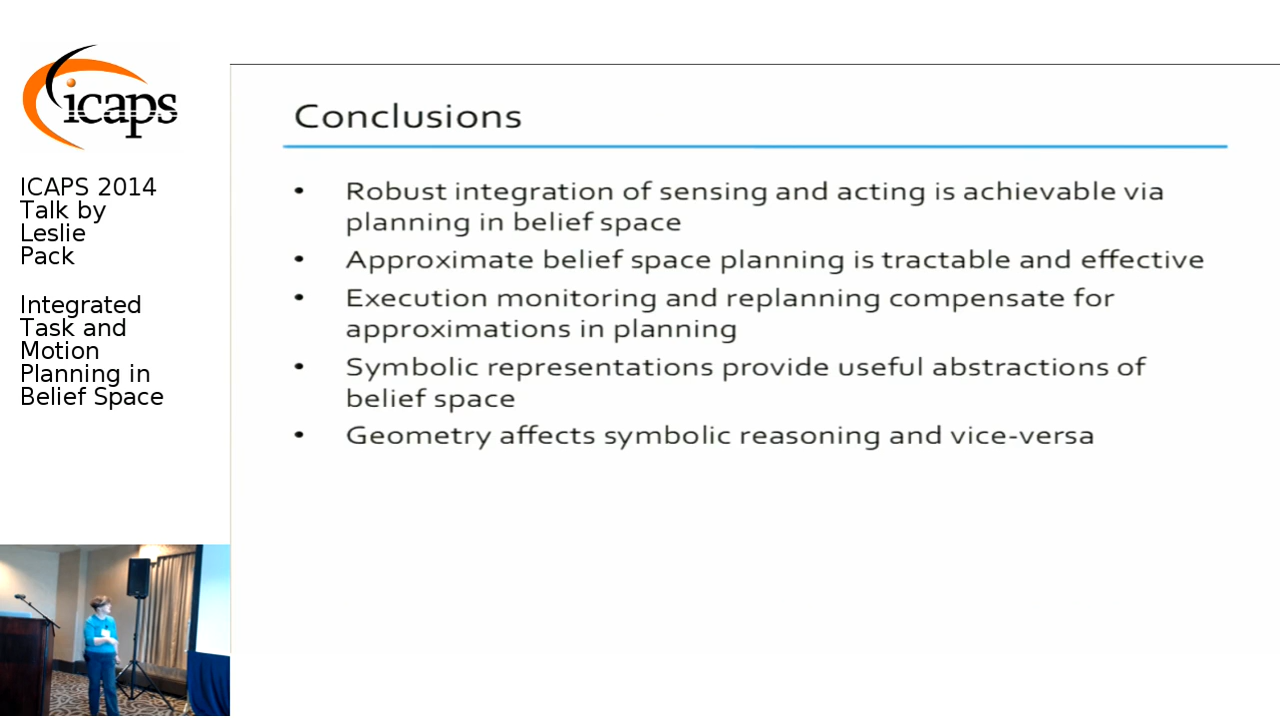 icaps
ICAPS 2014
Talk by
Leslie
Pack
Integrated
Task and
Motion
Planning in
Belief Space
Conclusions
• Robust integration of sensing and acting is achievable via
planning in belief space
• Approximate belief space planning is tractable and effective
• Execution monitoring and replanning compensate for
approximations in planning
• Symbolic representations provide useful abstractions of
belief space
• Geometry affects symbolic reasoning and vice-versa